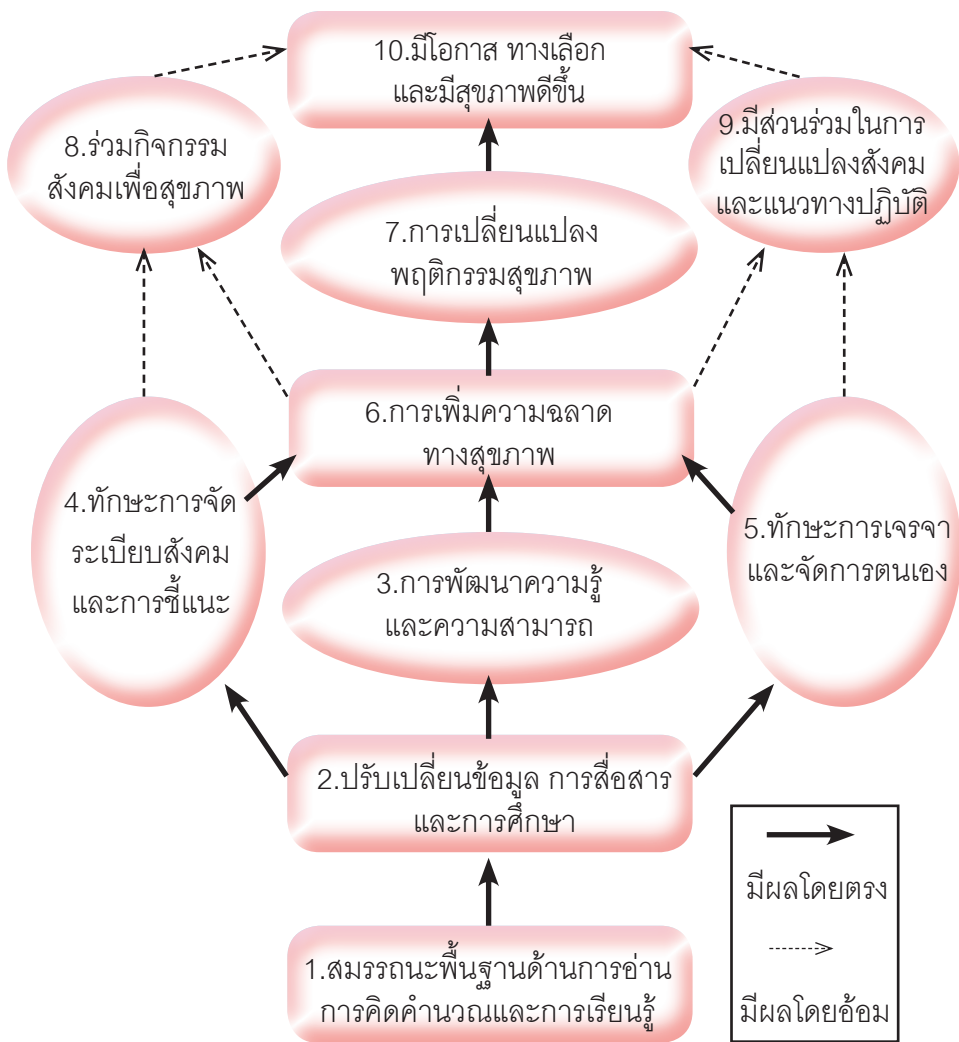 10.มีโอกาส ทางเลือก
และมีสุขภาพดีขึ้น
8.ร่วมกิจกรรม
สังคมเพื่อสุขภาพ
9.มีส่วนร่วมในการ
เปลี่ยนแปลงสังคม
และแนวทางปฏิบัติ
7.การเปลี่ยนแปลง
พฤติกรรมสุขภาพ
6.การเพิ่มความฉลาด
ทางสุขภาพ
4.ทักษะการจัด
ระเบียบสังคม
และการชี้แนะ
5.ทักษะการเจรจา
และจัดการตนเอง
3.การพัฒนาความรู้
และความสามารถ
2.ปรับเปลี่ยนข้อมูล การสื่อสาร
และการศึกษา
1.สมรรถนะพื้นฐานด้านการอ่าน
การคิดคำนวณและการเรียนรู้
มีผลโดยตรง
มีผลโดยอ้อม